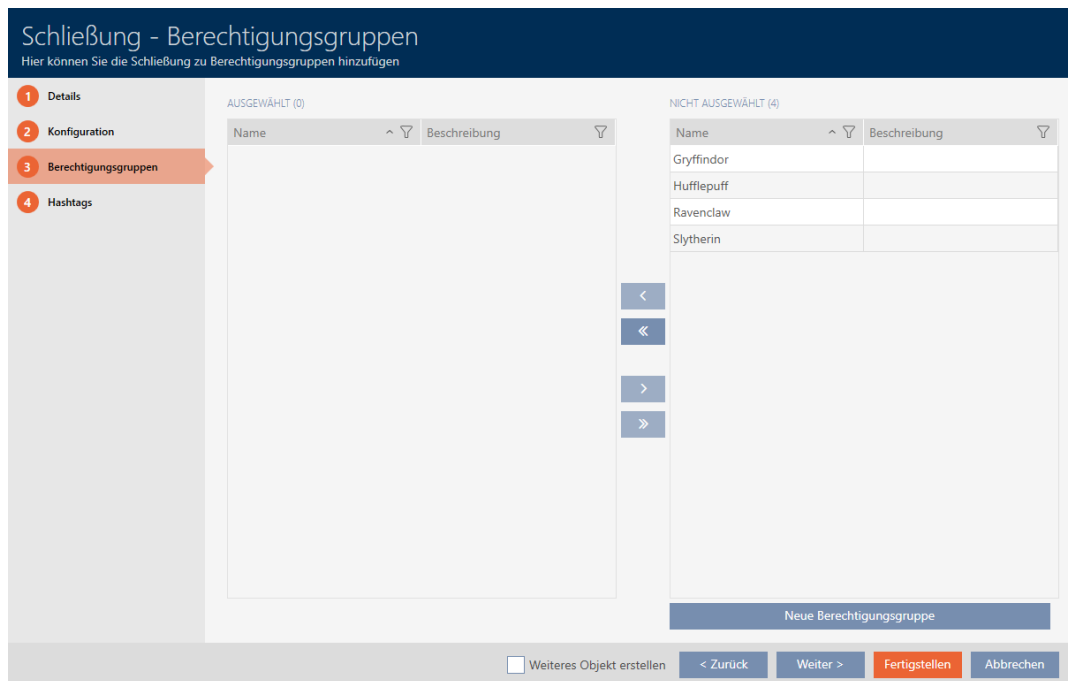 Schließung - Berechtigungsgruppen
Hier können Sie die Schließung zu Berechtigungsgruppen hinzufügen
1 Details
2 Konfiguration
3 Berechtigungsgruppen
4 Hashtags
AUSGEWÄHLT (0)
Name Beschreibung
NICHT AUSGEWÄHLT (4)
Name Beschreibung
Gryffindor
Hufflepuff
Ravenclaw
Slytherin
Neue Berechtigungsgruppe
Weiteres Objekt erstellen < Zurück Weiter > Fertigstellen Abbrechen